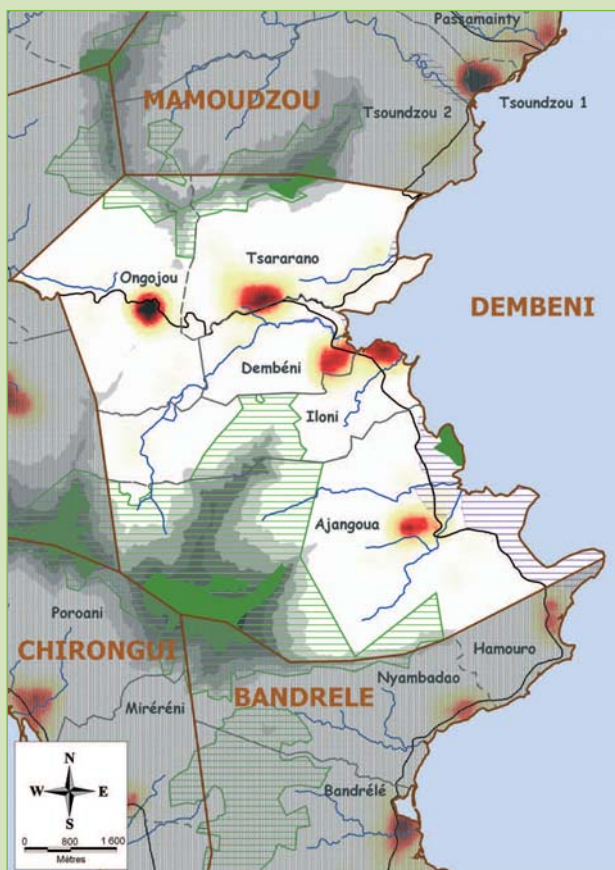 Passamainty
MAMOUDZOU
Tsoundzou 2
Tsoundzou 1
Ongojou
Tsararano
DEMBENI
Dembéni
Iloni
Ajangoua
Poroani
CHIRONGUI
Hamouro
BANDRELE
Nyambadao
Miréréni
Bandrélé
N
W
E
S
0 800 1 600
Mètres